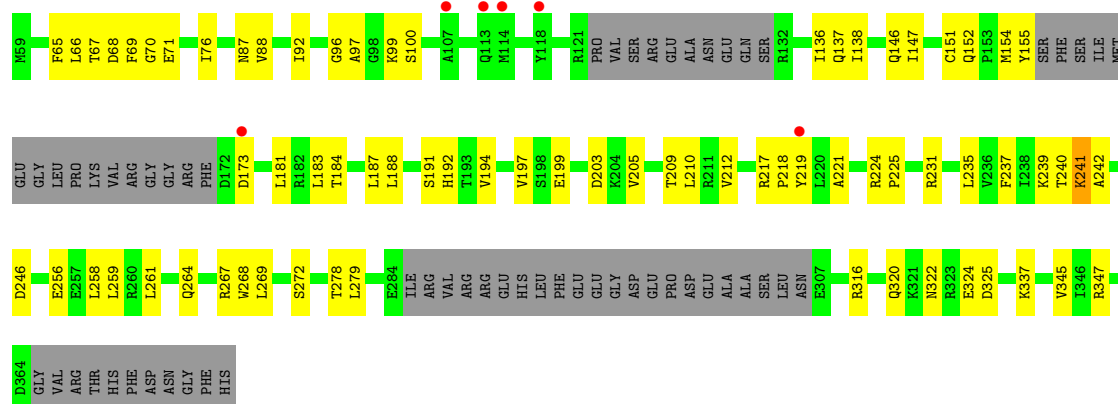 M59 F65 L66 T67 D68 F69 G70 E71 I76 N87 V88 I92 G96 A97 G98 K99 S100 A107 Q113 M114 Y118 R121 PRO VAL SER ARG GLU ALA ASN GLU GLN SER R132 I136 Q137 I138 Q146 I147 C151 Q152 P153 M154 Y155 SER PHE SER ILE MET
GLU GLY LEU PRO LYS VAL ARG GLY GLY ARG PHE D172 D173 L181 R182 L183 T184 L187 L188 S191 H192 T193 V194 V197 S198 E199 D203 K204 V205 T209 L210 R211 V212 R217 P218 Y219 L220 A221 R224 P225 R231 L235 V236 F237 I238 K239 T240 K241 A242
D246 E256 E257 L258 L259 R260 L261 Q264 R267 W268 L269 S272 T278 L279 E284 ILE ARG VAL ARG ARG GLU HIS LEU PHE GLU GLU GLY ASP GLU PRO ASP GLU ALA ALA SER LEU ASN E307 R316 Q320 K321 N322 R323 E324 D325 K337 V345 I346 R347
D364 GLY VAL ARG THR HIS PHE ASP ASN GLY PHE HIS